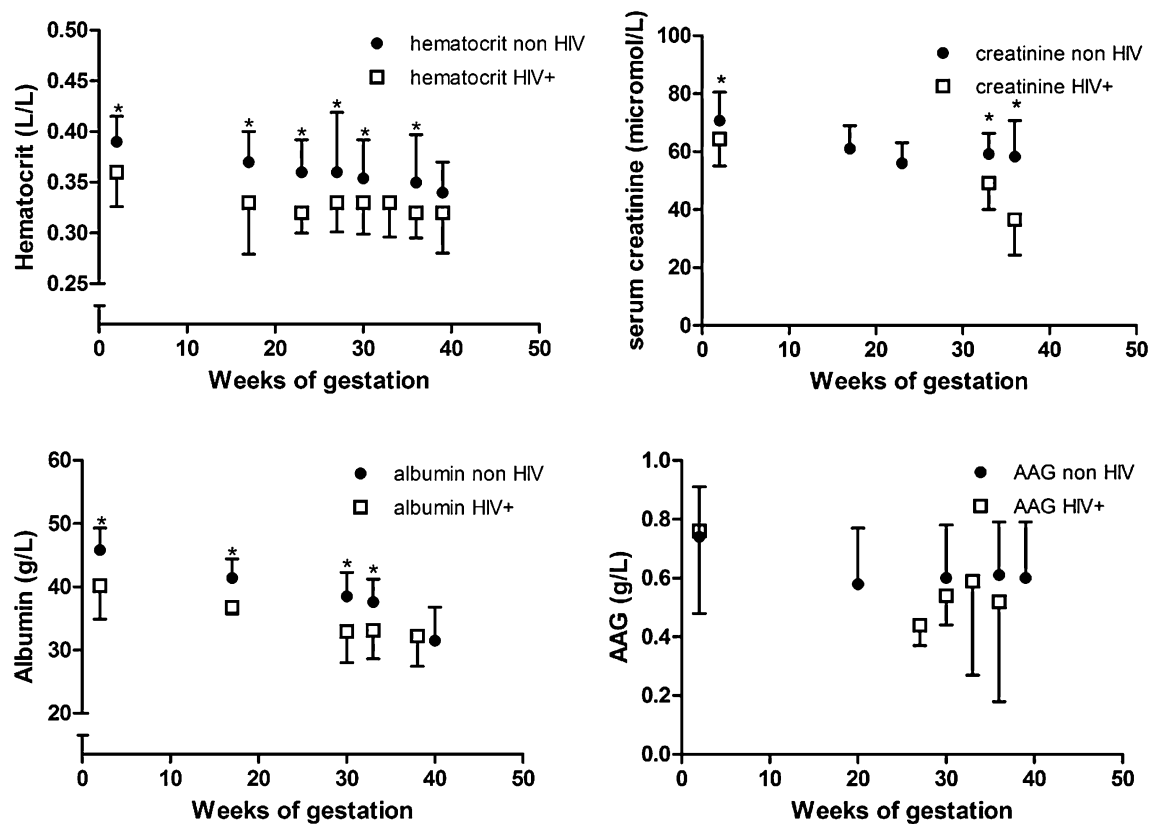 0.50
0.45
0.40
0.35
0.30
0.25
Hematocrit (L/L)
hematocrit non HIV
hematocrit HIV+
* * * * * *
0 10 20 30 40 50
Weeks of gestation
100
80
60
40
20
0
serum creatinine (micromol/L)
creatinine non HIV
creatinine HIV+
* * *
0 10 20 30 40 50
Weeks of gestation
60
50
40
30
20
Albumin (g/L)
albumin non HIV
albumin HIV+
* * * *
0 10 20 30 40 50
Weeks of gestation
1.0
0.8
0.6
0.4
0.2
0.0
AAG (g/L)
AAG non HIV
AAG HIV+
0 10 20 30 40 50
Weeks of gestation